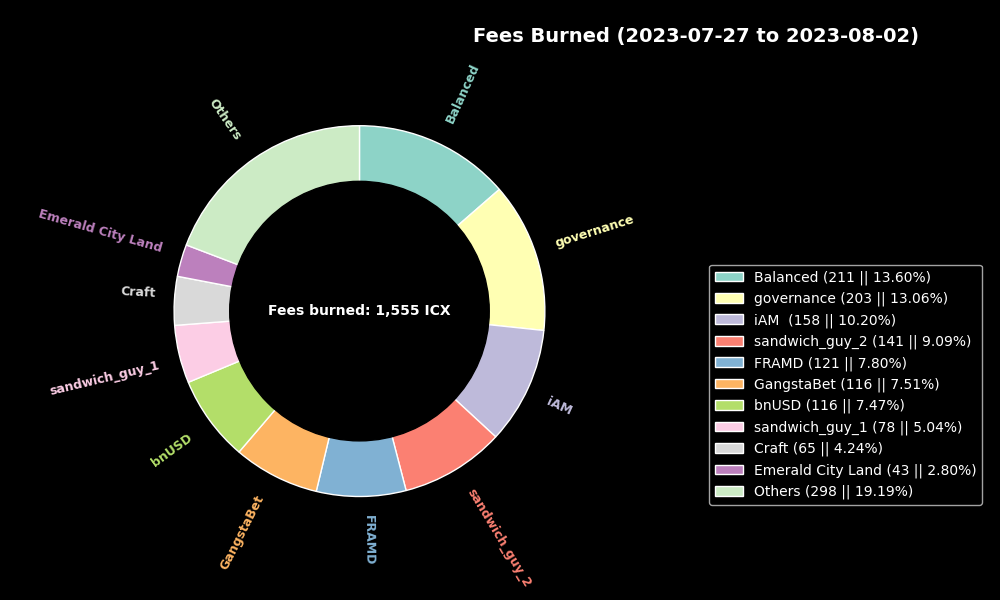 Fees Burned (2023-07-27 to 2023-08-02)
Balanced
Others
governance
Emerald City Land
Craft
Fees burned: 1,555 ICX
sandwich_guy_1
iAM
bnUSD
GangstaBet
FRAMD
sandwich_guy_2
Balanced (211 || 13.60%)
governance (203 || 13.06%)
iAM  (158 || 10.20%)
sandwich_guy_2 (141 || 9.09%)
FRAMD (121 || 7.80%)
GangstaBet (116 || 7.51%)
bnUSD (116 || 7.47%)
sandwich_guy_1 (78 || 5.04%)
Craft (65 || 4.24%)
Emerald City Land (43 || 2.80%)
Others (298 || 19.19%)